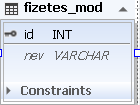 fizetes_mod
id INT
nev VARCHAR
Constraints